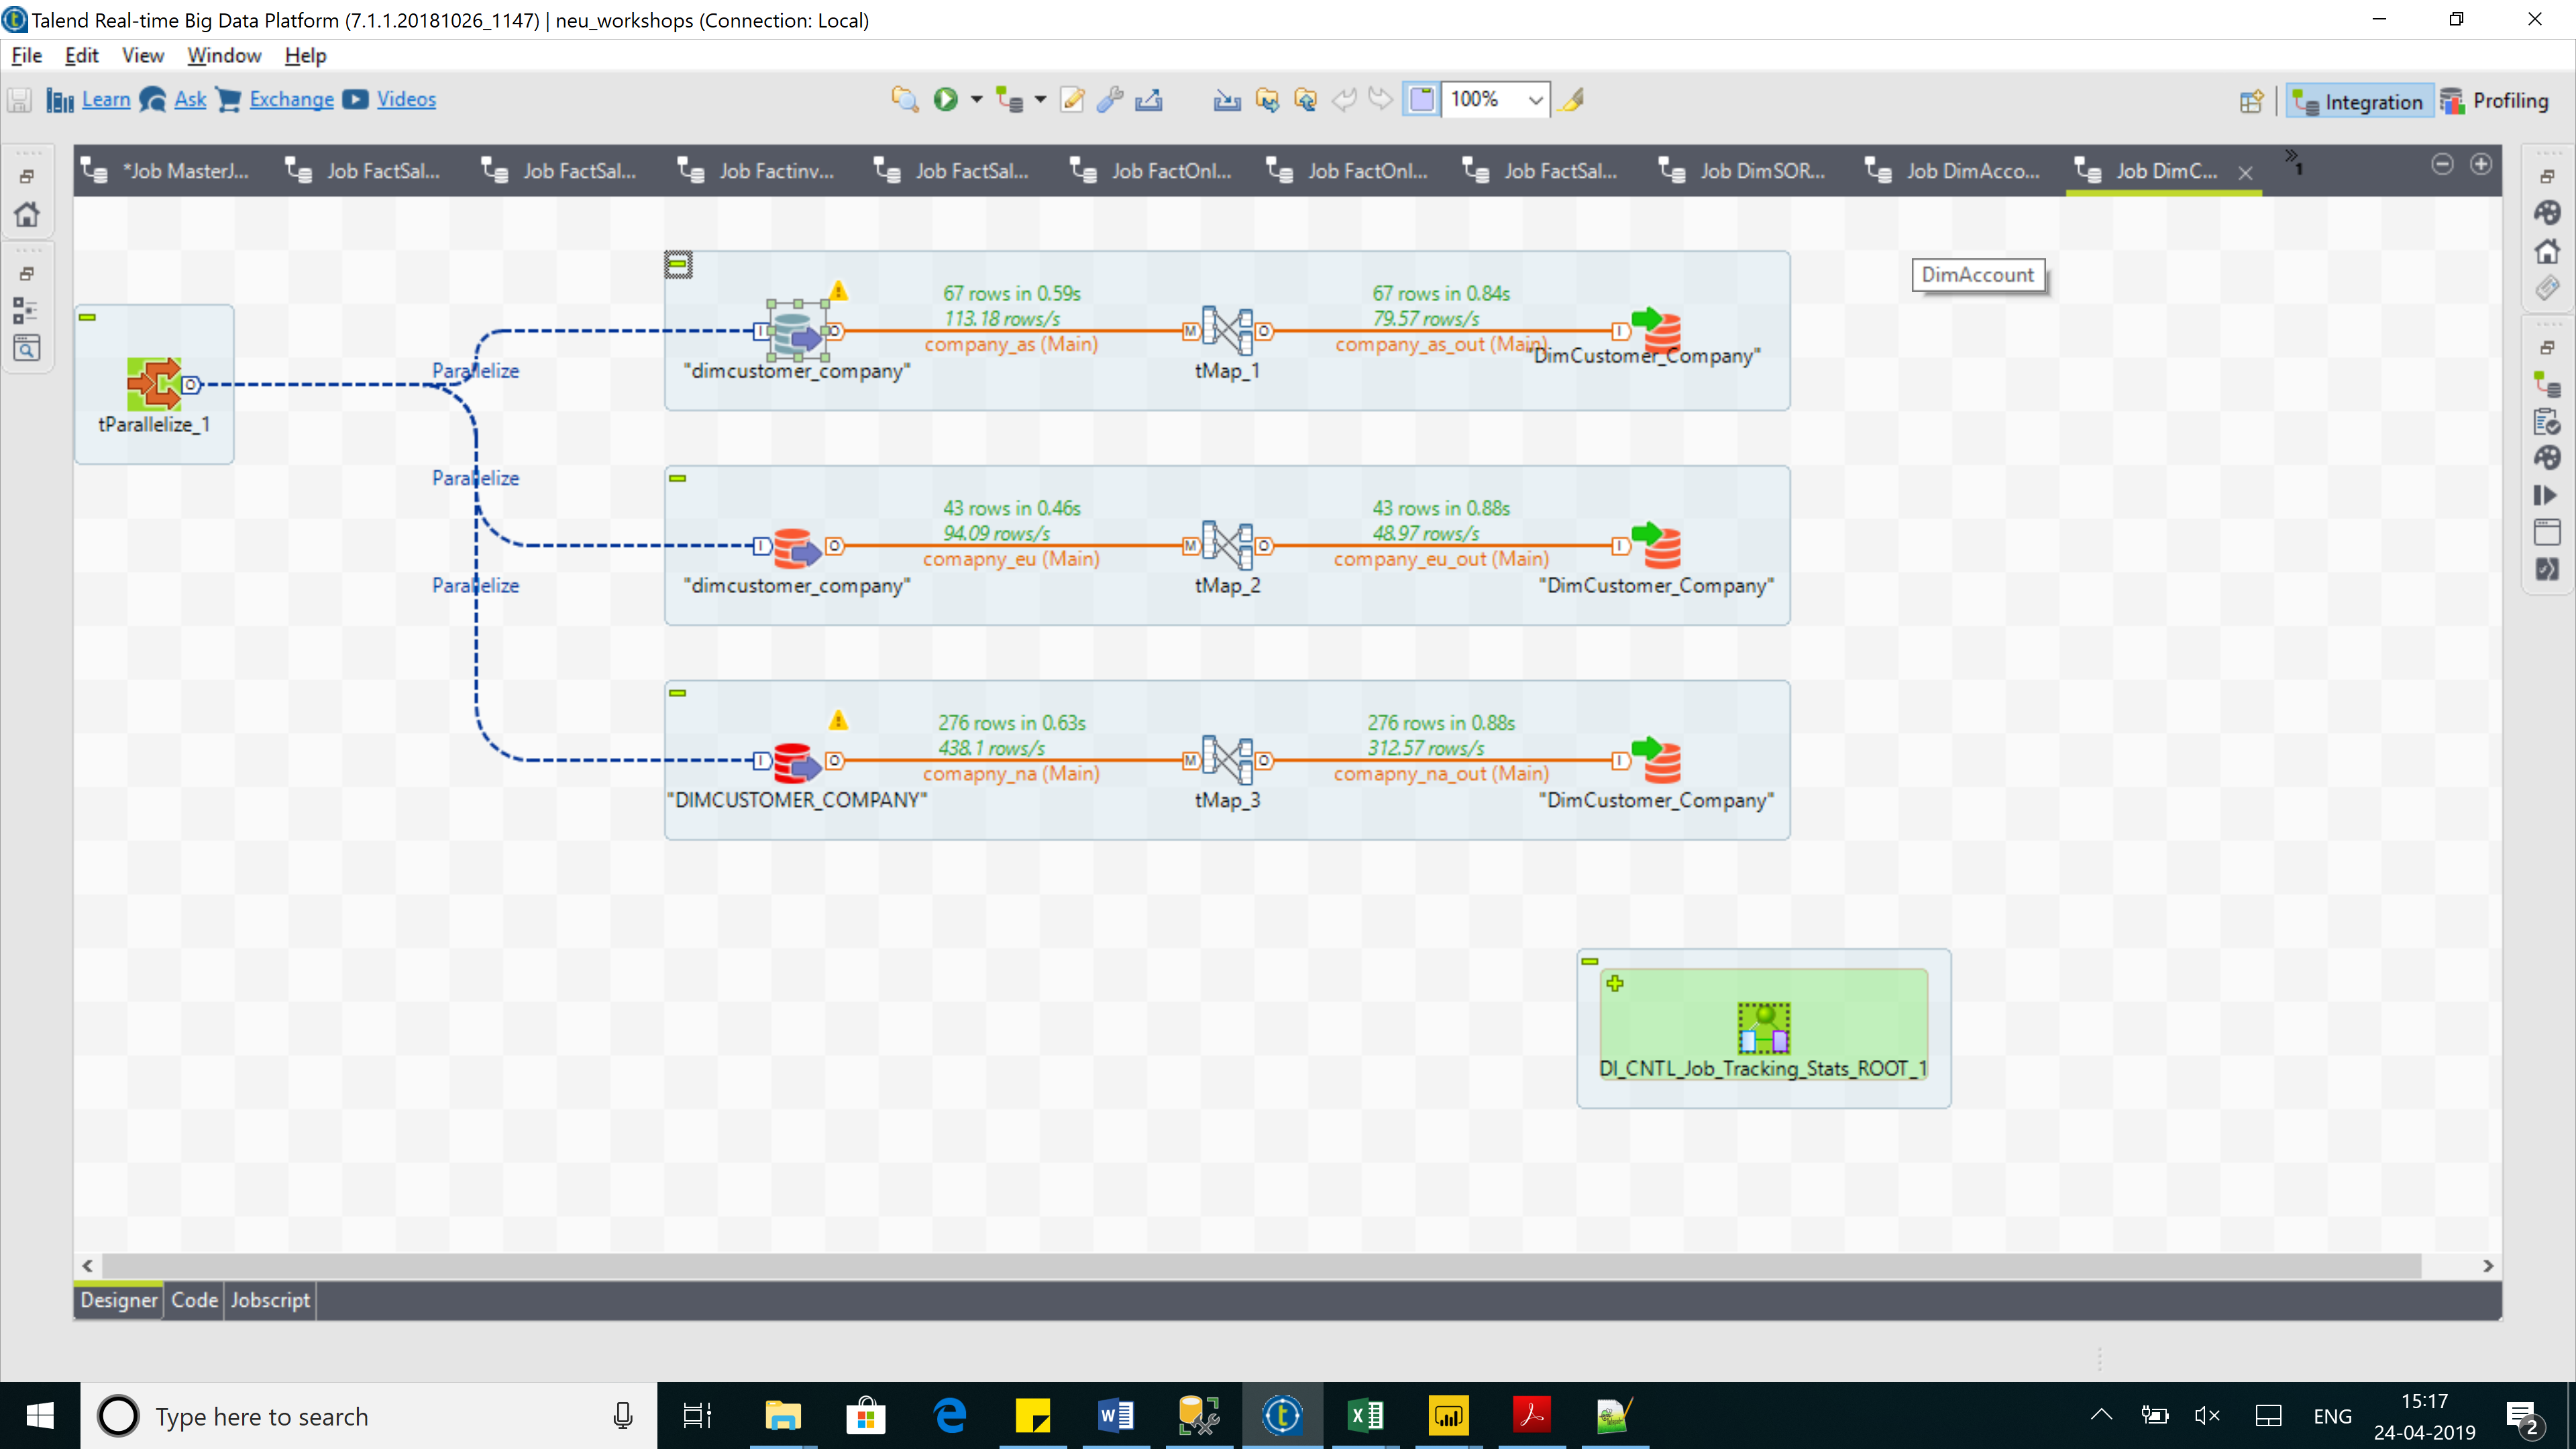 Talend Real-time Big Data Platform (7.1.1.20181026_1147) | neu_workshops (Connection: Local)
File Edit View Window Help
Learn Ask Exchange Videos 100% Integration Profiling
*Job MasterJ... Job FactSal... Job FactSal... Job Factinv... Job FactSal... Job FactOnl... Job FactOnl... Job FactSal... Job DimSOR... Job DimAcco... Job DimC... » 1
DimAccount
67 rows in 0.59s 67 rows in 0.84s
113.18 rows/s 79.57 rows/s
I O M O I
company_as (Main) company_as_out (Main)
"dimcustomer_company" tMap_1 "DimCustomer_Company"
Parallelize
O
tParallelize_1
Parallelize
43 rows in 0.46s 43 rows in 0.88s
94.09 rows/s 48.97 rows/s
I O M O I
comapny_eu (Main) company_eu_out (Main)
"dimcustomer_company" tMap_2 "DimCustomer_Company"
Parallelize
276 rows in 0.63s 276 rows in 0.88s
438.1 rows/s 312.57 rows/s
I O M O I
comapny_na (Main) comapny_na_out (Main)
"DIMCUSTOMER_COMPANY" tMap_3 "DimCustomer_Company"
DI_CNTL_Job_Tracking_Stats_ROOT_1
Designer Code Jobscript
Type here to search
ENG
15:17
24-04-2019
2